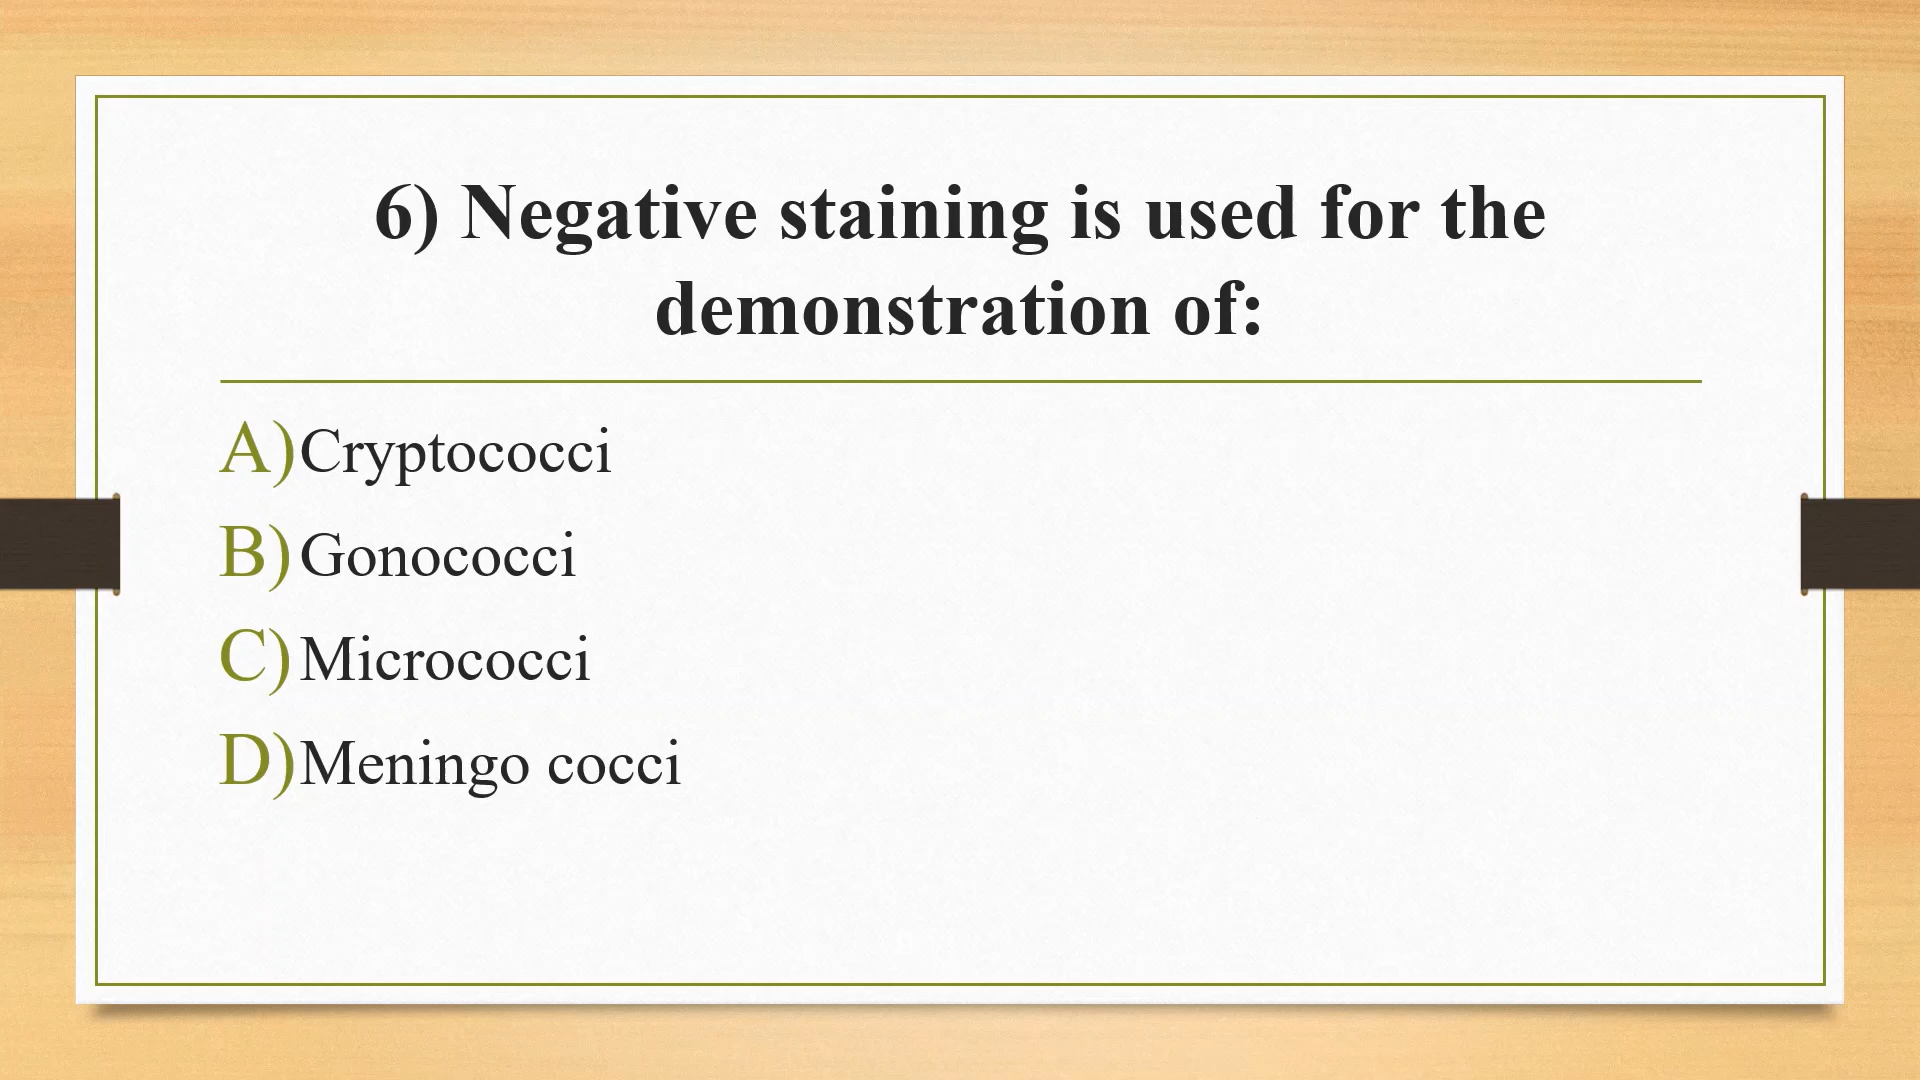 6) Negative staining is used for the
demonstration of:
A) Cryptococci
B) Gonococci
C) Micrococci
D) Meningo cocci